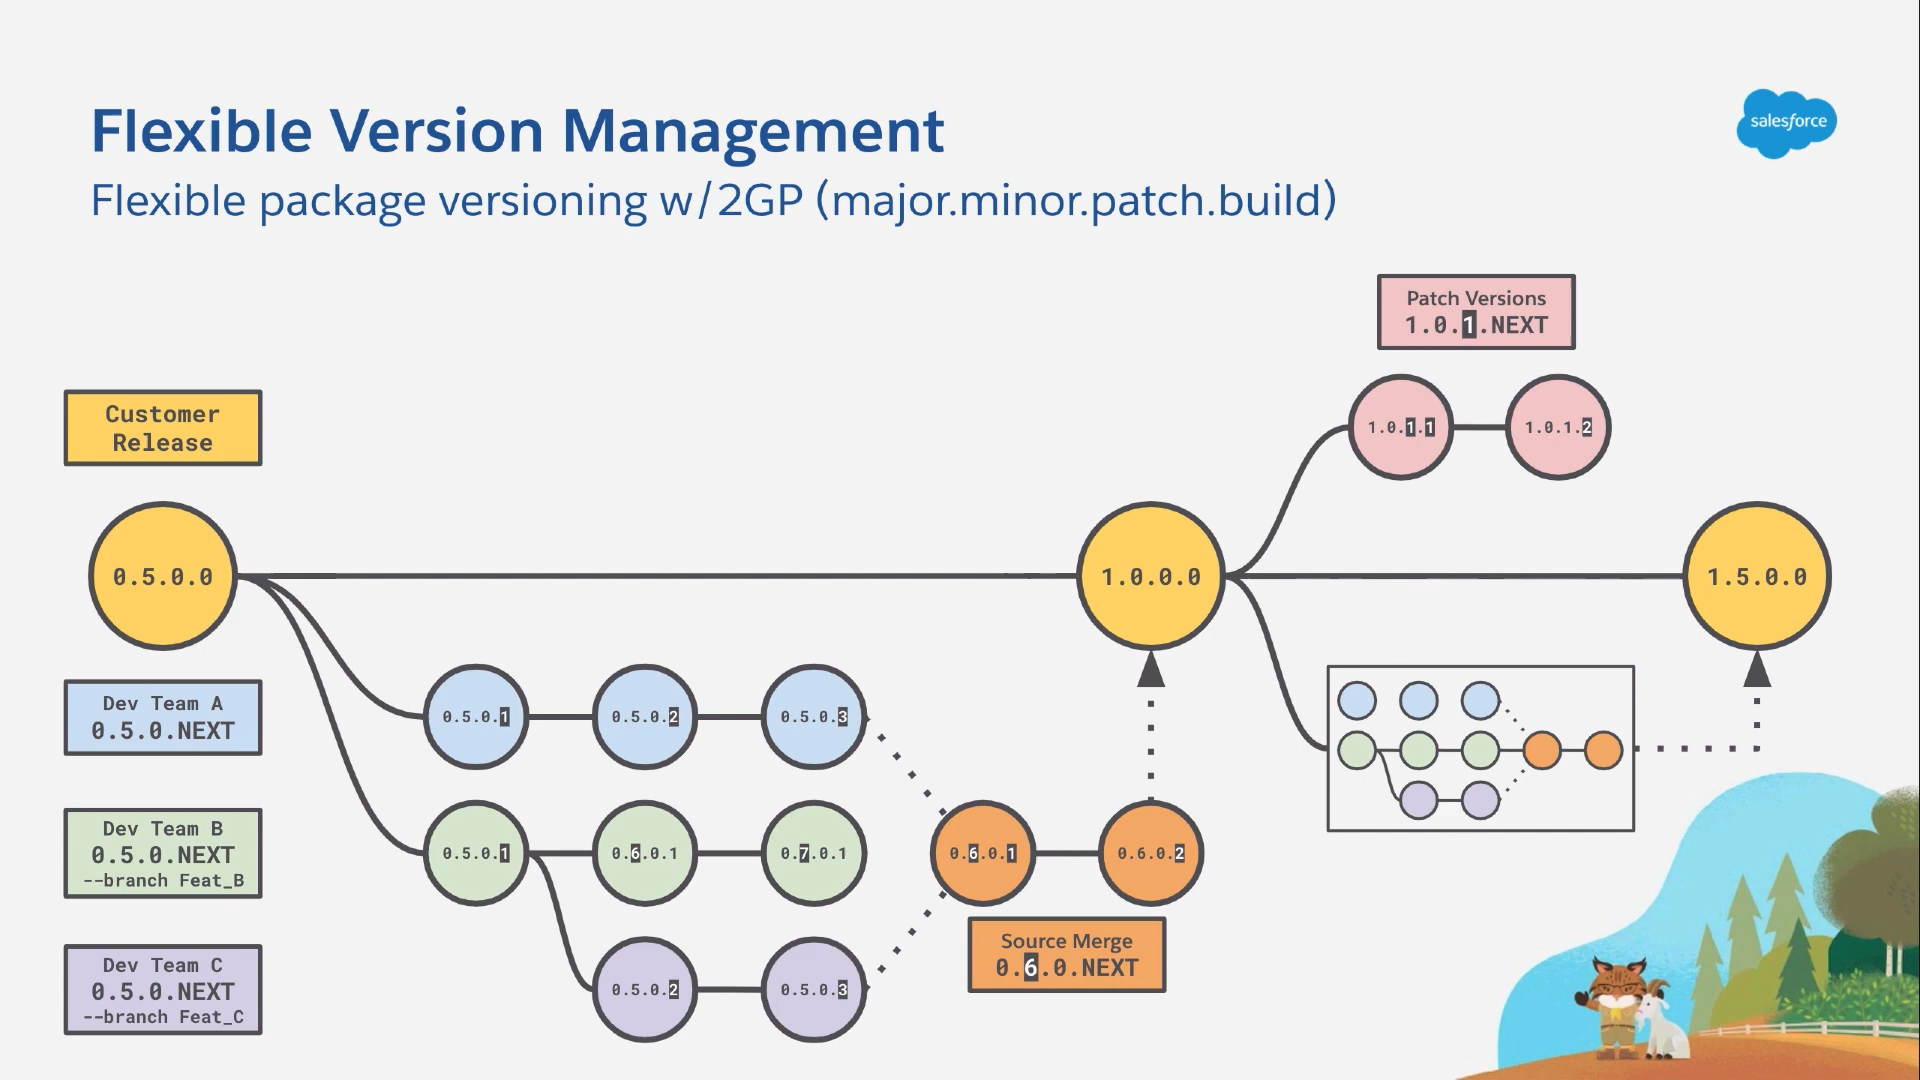 Flexible Version Management
Flexible package versioning w/2GP (major.minor.patch.build)
salesforce
Patch Versions
1.0.1.NEXT
Customer
Release
1.0.1.1
1.0.1.2
0.5.0.0
1.0.0.0
1.5.0.0
Dev Team A
0.5.0.NEXT
0.5.0.1
0.5.0.2
0.5.0.3
Dev Team B
0.5.0.NEXT
--branch Feat_B
0.5.0.1
0.6.0.1
0.7.0.1
0.6.0.1
0.6.0.2
Source Merge
0.6.0.NEXT
Dev Team C
0.5.0.NEXT
--branch Feat_C
0.5.0.2
0.5.0.3